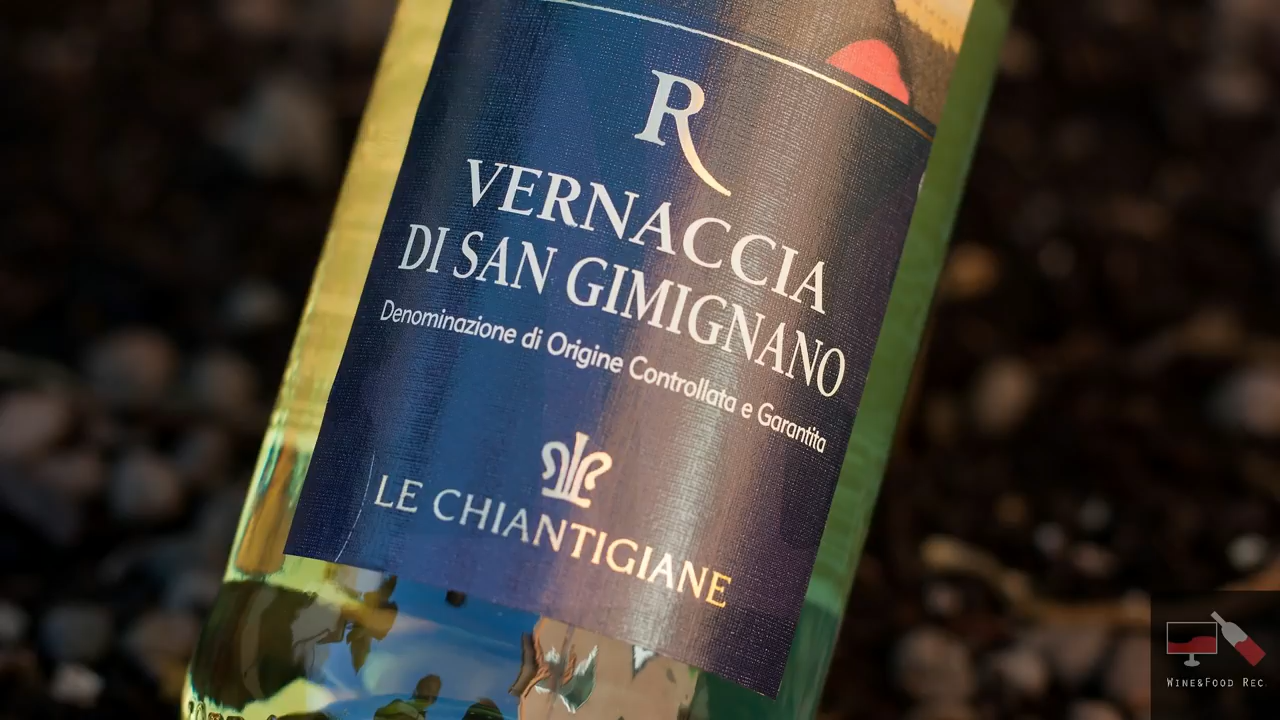 R
VERNACCIA
DI SAN GIMIGNANO
Denominazione di Origine Controllata e Garantita
LE CHIANTIGIANE
WINE&FOOD REC